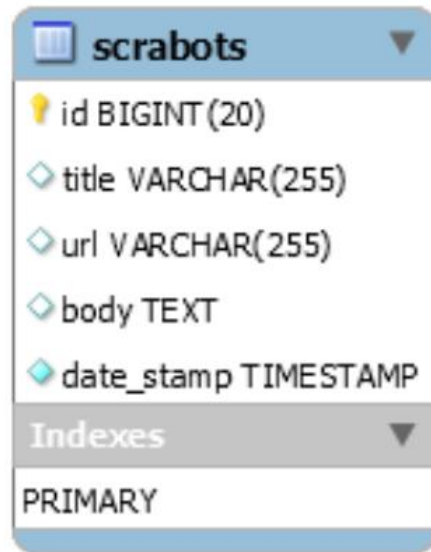 scrabots
id BIGINT(20)
title VARCHAR(255)
url VARCHAR(255)
body TEXT
date_stamp TIMESTAMP
Indexes
PRIMARY